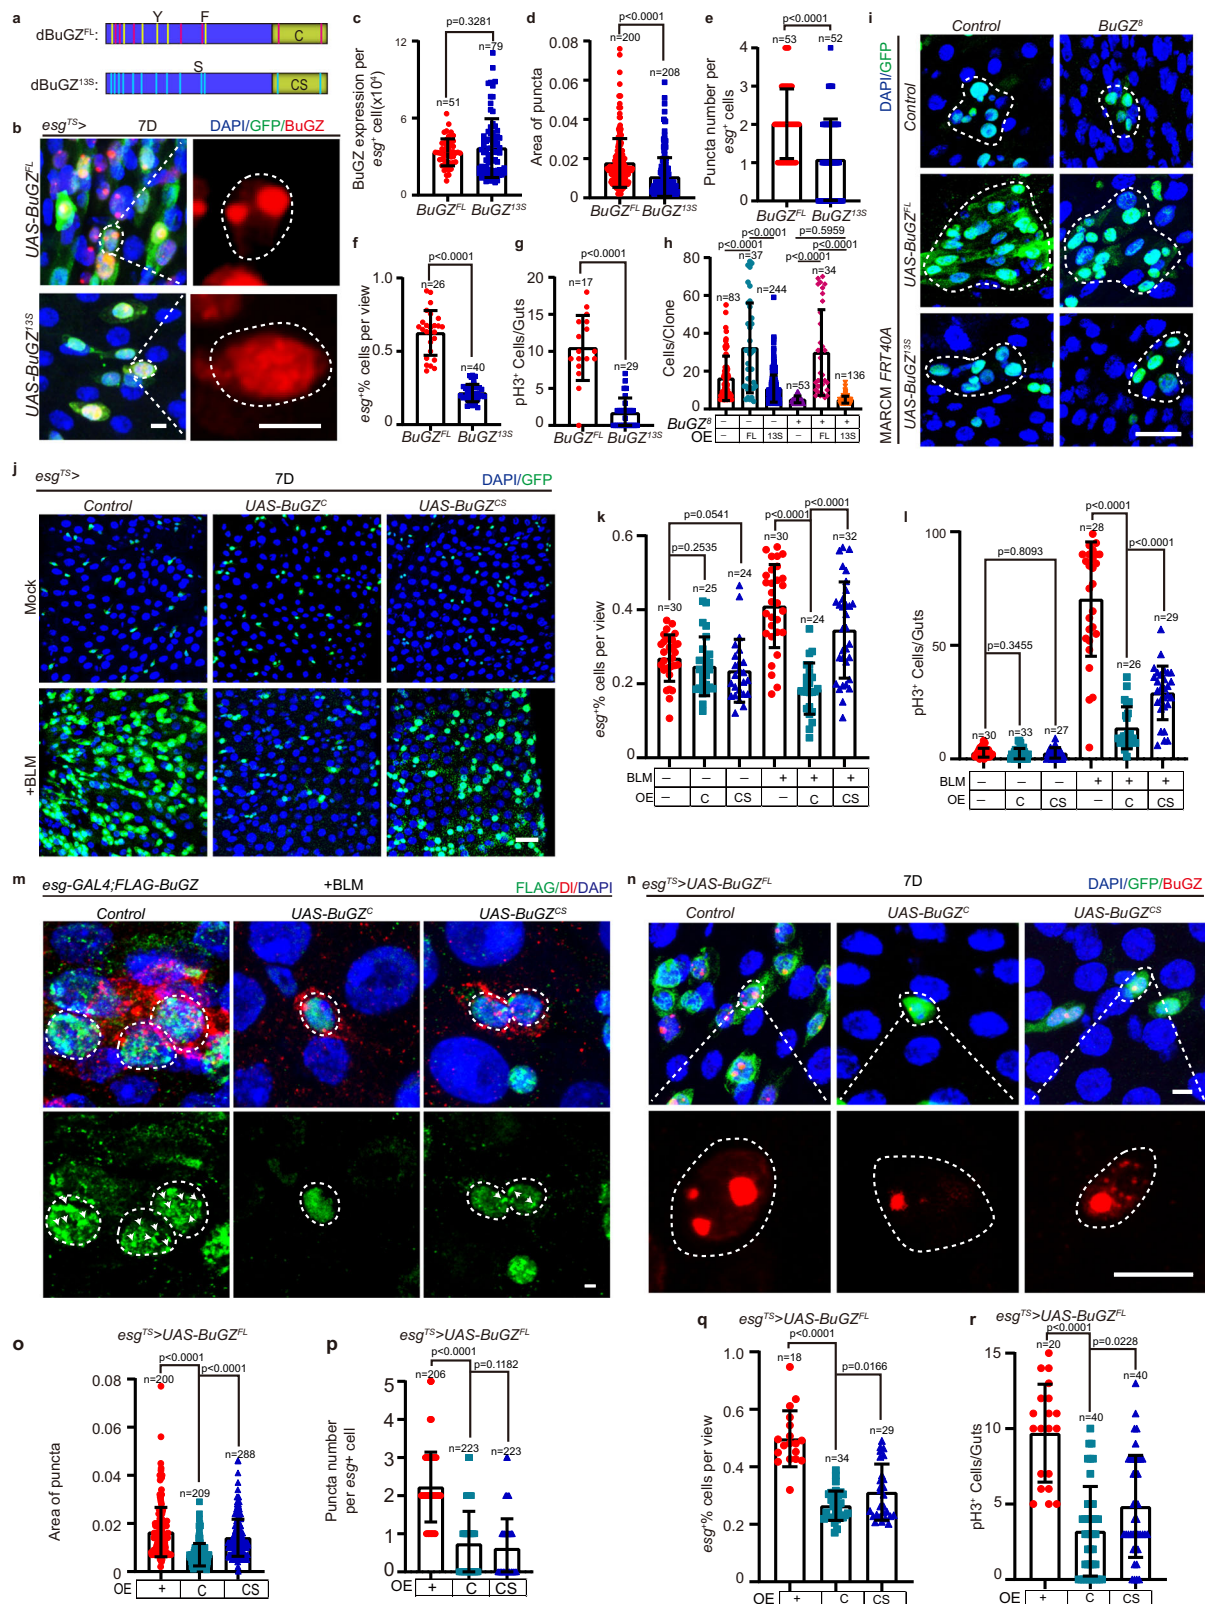 a
Y F
dBuGZFL:
C
S
dBuGZ13S:
CS
b
esgTS> 7D DAPI/GFP/BuGZ
UAS-BuGZFL
UAS-BuGZ13S
c
p=0.3281
n=79
n=51
BuGZ expression per
esg+ cell(x10⁴)
12
9
6
3
0
BuGZFL BuGZ13S
d
p<0.0001
n=200
n=208
Area of puncta
0.08
0.06
0.04
0.02
0
BuGZFL BuGZ13S
e
p<0.0001
n=53 n=52
Puncta number per
esg+ cells
4
3
2
1
0
BuGZFL BuGZ13S
f
p<0.0001
n=26
n=40
esg+% cells per view
1.0
0.5
0
BuGZFL BuGZ13S
g
p<0.0001
n=17
n=29
pH3+ Cells/Guts
20
15
10
5
0
BuGZFL BuGZ13S
h
p<0.0001 p=0.5959
p<0.0001 p<0.0001
p<0.0001
n=37 n=34
n=83 n=244
n=53 n=136
Cells/Clone
80
60
40
20
0
BuGZ8 – – – + + +
OE – FL 13S – FL 13S
i
Control BuGZ8
DAPI/GFP
Control
UAS-BuGZFL
UAS-BuGZ13S
MARCM FRT40A
j
esgTS> 7D DAPI/GFP
Control UAS-BuGZC UAS-BuGZCS
Mock
+BLM
k
p=0.0541
p=0.2535
p<0.0001
p<0.0001
n=30 n=25 n=24 n=30 n=24 n=32
esg+% cells per view
0.6
0.4
0.2
0
BLM – – – + + +
OE – C CS – C CS
l
p=0.8093
p=0.3455
p<0.0001
p<0.0001
n=30 n=33 n=27 n=28 n=26 n=29
pH3+ Cells/Guts
100
50
0
BLM – – – + + +
OE – C CS – C CS
m
esg-GAL4;FLAG-BuGZ +BLM FLAG/Dl/DAPI
Control UAS-BuGZC UAS-BuGZCS
n
esgTS>UAS-BuGZFL 7D DAPI/GFP/BuGZ
Control UAS-BuGZC UAS-BuGZCS
o
esgTS>UAS-BuGZFL
p<0.0001
p<0.0001
n=200
n=209
n=288
Area of puncta
0.08
0.06
0.04
0.02
0
OE + C CS
p
esgTS>UAS-BuGZFL
p<0.0001
p=0.1182
n=206
n=223 n=223
Puncta number
per esg+ cell
5
4
3
2
1
0
OE + C CS
q
esgTS>UAS-BuGZFL
p<0.0001
p=0.0166
n=18
n=34
n=29
esg+% cells per view
1.0
0.8
0.6
0.4
0.2
0
OE + C CS
r
esgTS>UAS-BuGZFL
p<0.0001
p=0.0228
n=20
n=40
n=40
pH3+ Cells/Guts
15
10
5
0
OE + C CS